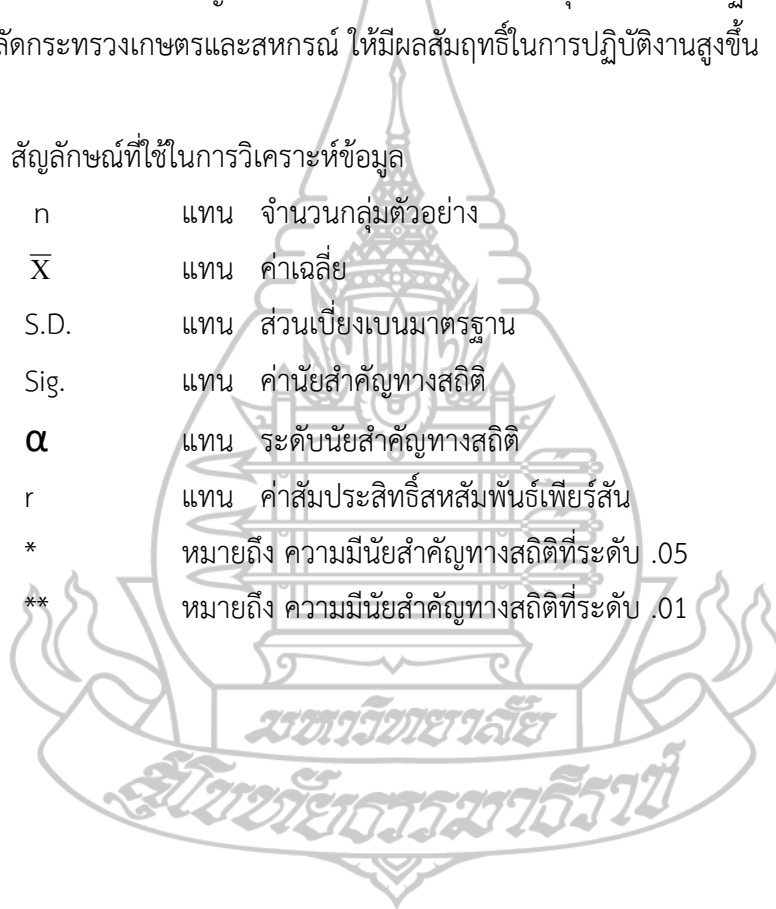 ลัดกระทรวงเกษตรและสหกรณ์ ให้มีผลสัมฤทธิ์ในการปฏิบัติงานสูงขึ้น
สัญลักษณ์ที่ใช้ในการวิเคราะห์ข้อมูล
n แทน จำนวนกลุ่มตัวอย่าง
X̅ แทน ค่าเฉลี่ย
S.D. แทน ส่วนเบี่ยงเบนมาตรฐาน
Sig. แทน ค่านัยสำคัญทางสถิติ
α แทน ระดับนัยสำคัญทางสถิติ
r แทน ค่าสัมประสิทธิ์สหสัมพันธ์เพียร์สัน
* หมายถึง ความมีนัยสำคัญทางสถิติที่ระดับ .05
** หมายถึง ความมีนัยสำคัญทางสถิติที่ระดับ .01
มหาวิทยาลัย
สุโขทัยธรรมาธิราช